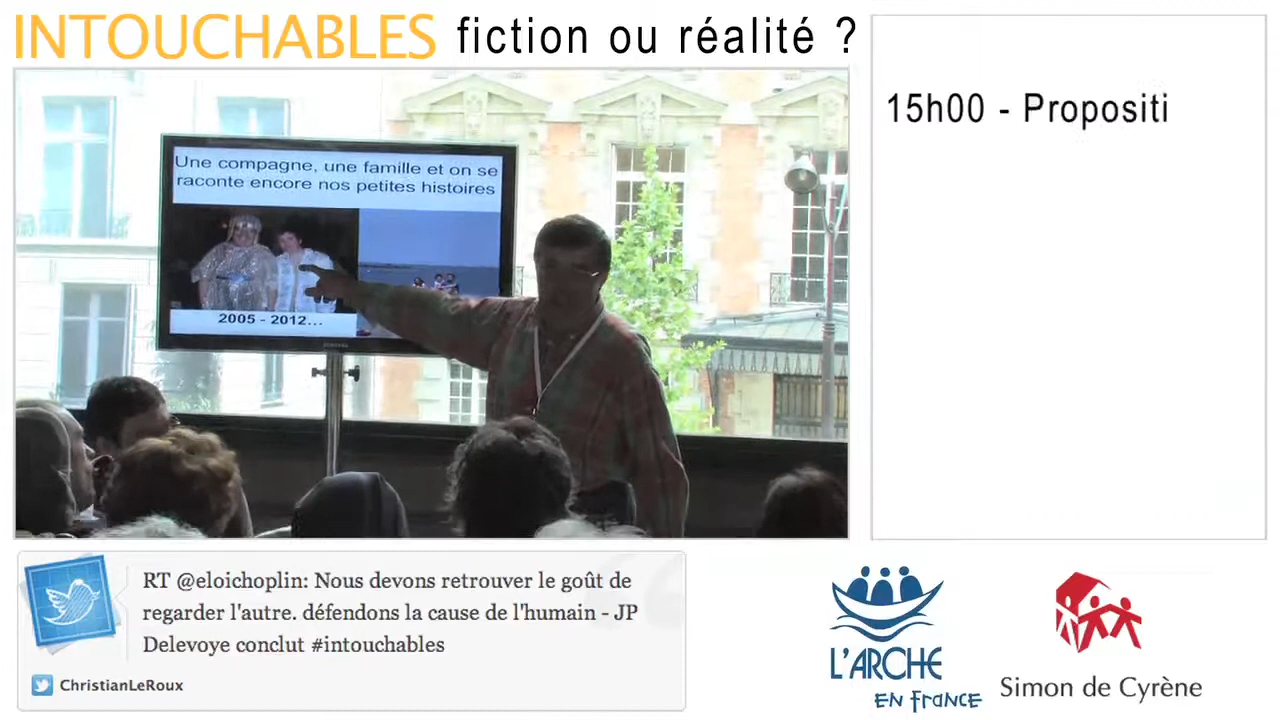 INTOUCHABLES fiction ou réalité ?
15h00 - Propositi
Une compagne, une famille et on se
raconte encore nos petites histoires
2005 - 2012...
RT @eloichoplin: Nous devons retrouver le goût de
regarder l'autre. défendons la cause de l'humain - JP
Delevoye conclut #intouchables
ChristianLeRoux
L'ARCHE
EN FRANCE
Simon de Cyrène